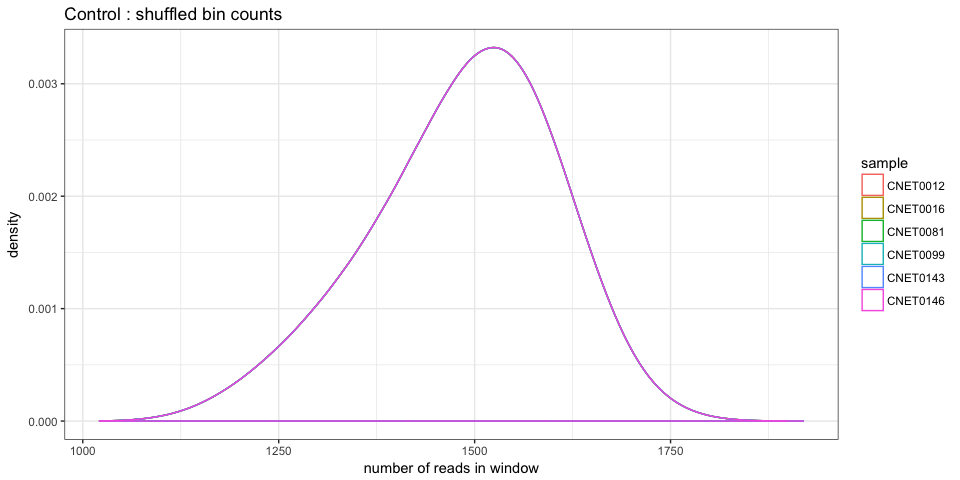 Control : shuffled bin counts
density
0.003
0.002
0.001
0.000
1000
1250
1500
1750
number of reads in window
sample
CNET0012
CNET0016
CNET0081
CNET0099
CNET0143
CNET0146